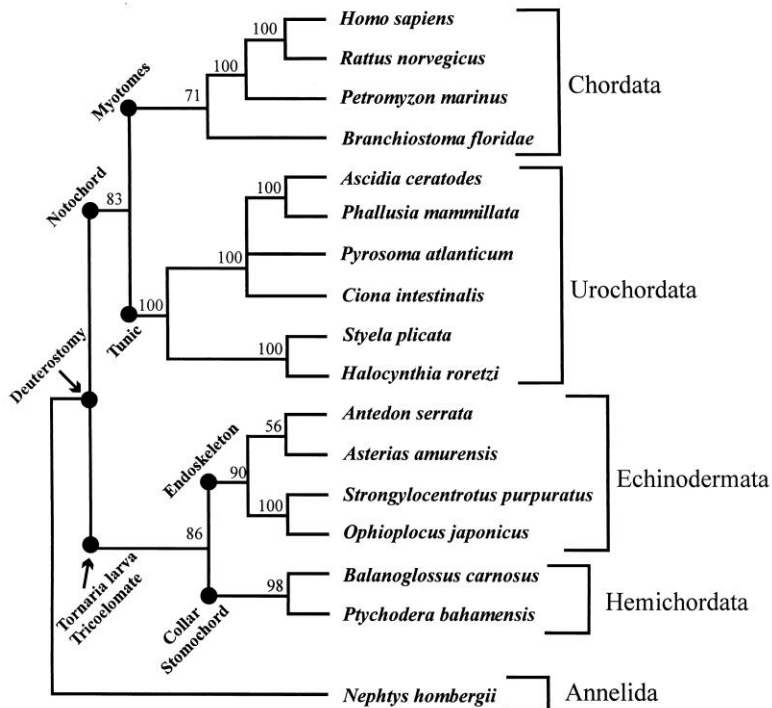 Homo sapiens
100
Rattus norvegicus
100
Chordata
Myotomes
71
Petromyzon marinus
Branchiostoma floridae
Notochord
83
100
Ascidia ceratodes
Phallusia mammillata
100
Pyrosoma atlanticum
Ciona intestinalis
Urochordata
100
Tunic
Styela plicata
100
Halocynthia roretzi
Deuterostomy
Antedon serrata
56
Asterias amurensis
Endoskeleton
90
Echinodermata
Strongylocentrotus purpuratus
100
Ophioplocus japonicus
86
Balanoglossus carnosus
98
Hemichordata
Ptychodera bahamensis
Tornaria larva
Tricoelomate
Collar
Stomochord
Nephtys hombergii
Annelida